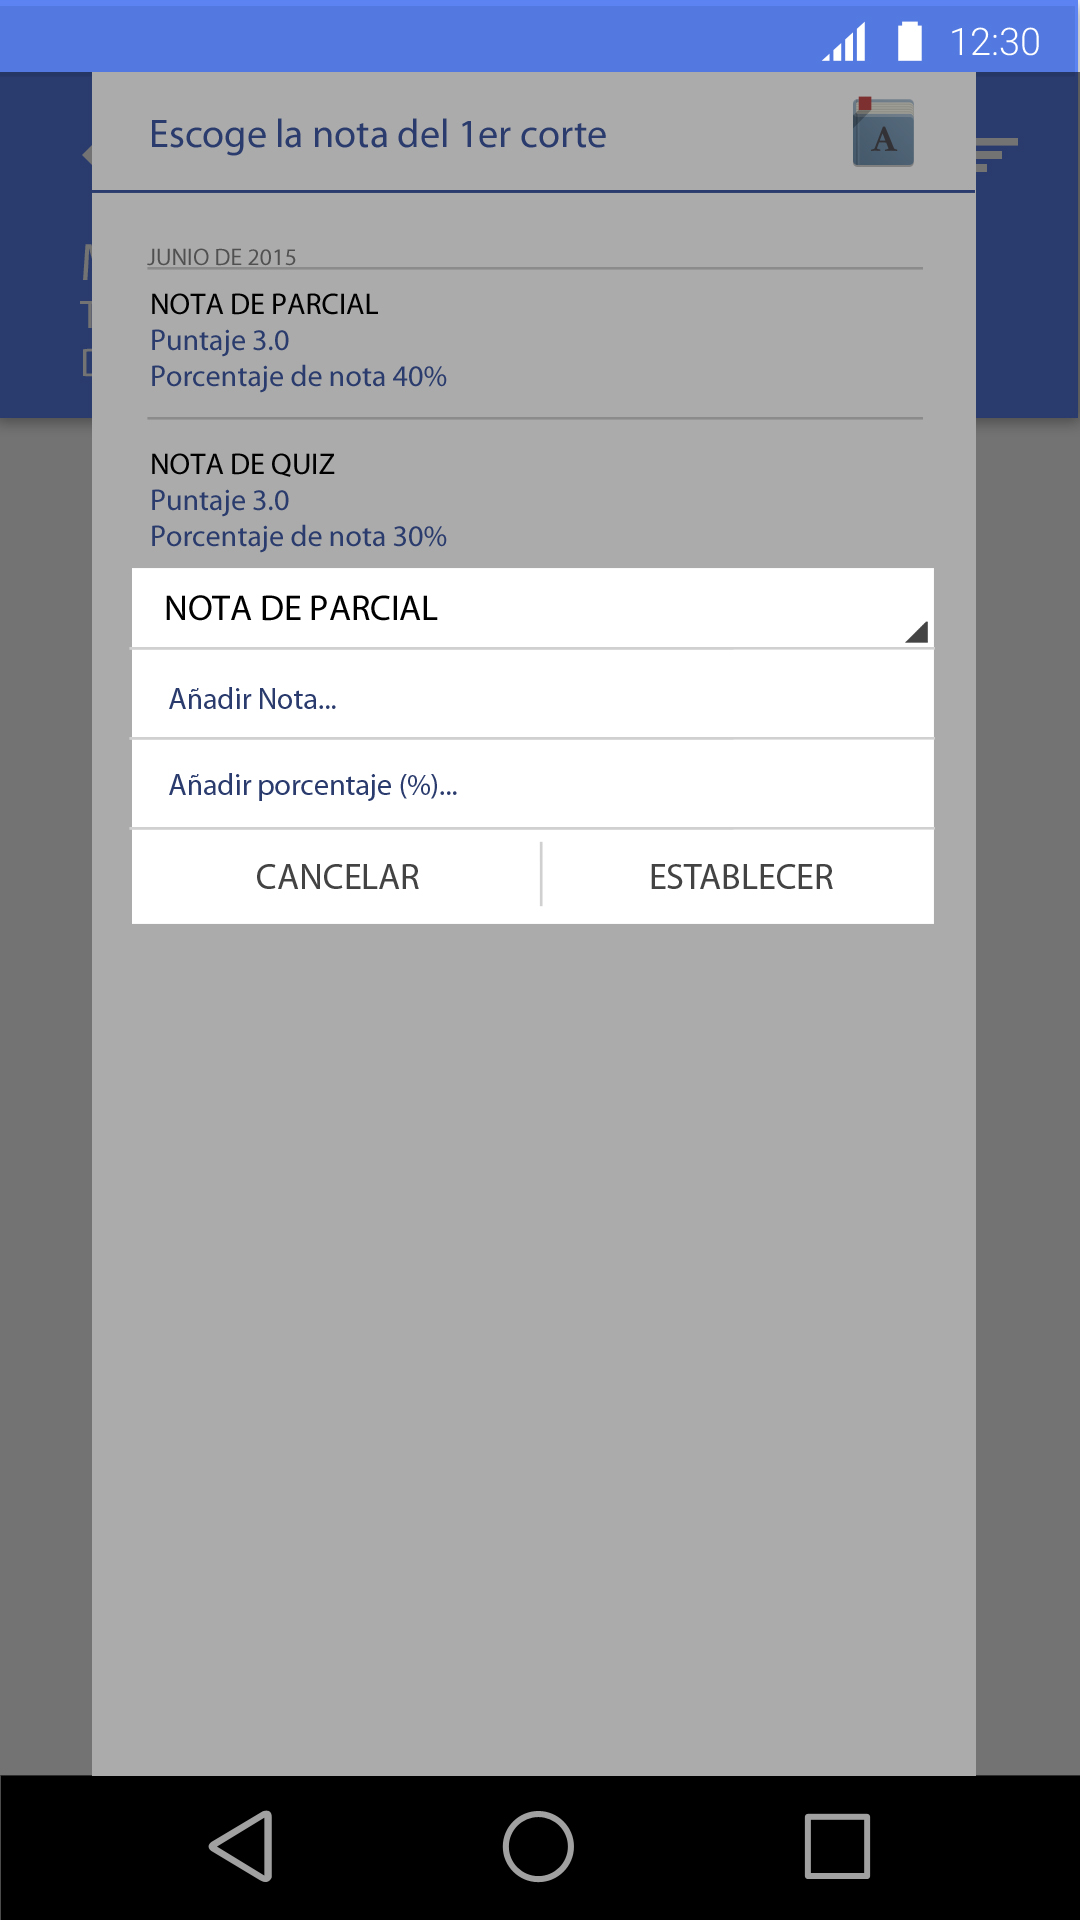 12:30
Escoge la nota del 1er corte
A
JUNIO DE 2015
NOTA DE PARCIAL
Puntaje 3.0
Porcentaje de nota 40%
NOTA DE QUIZ
Puntaje 3.0
Porcentaje de nota 30%
NOTA DE PARCIAL
Añadir Nota...
Añadir porcentaje (%)...
CANCELAR
ESTABLECER